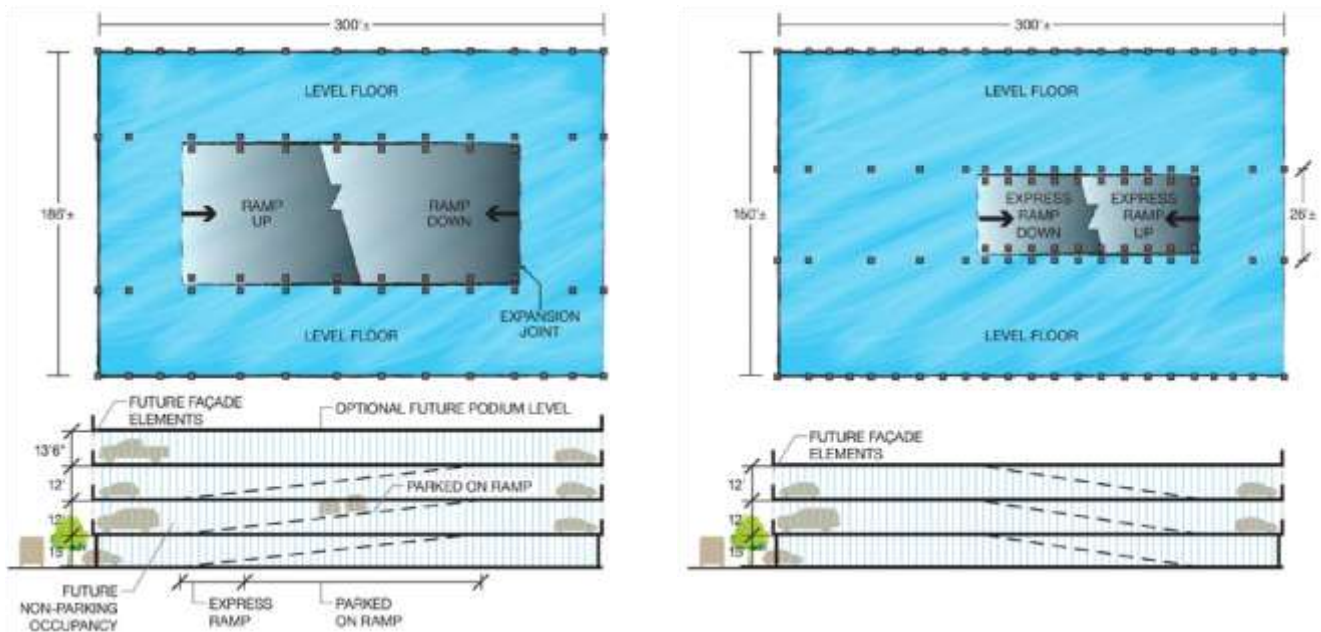 300'±
LEVEL FLOOR
186'±
RAMP
UP
RAMP
DOWN
EXPANSION
JOINT
LEVEL FLOOR
FUTURE FAÇADE
ELEMENTS
OPTIONAL FUTURE PODIUM LEVEL
13'6"
12'
PARKED ON RAMP
12'
15'
FUTURE
NON-PARKING
OCCUPANCY
EXPRESS
RAMP
PARKED
ON RAMP
300'±
LEVEL FLOOR
150'±
EXPRESS
RAMP
DOWN
EXPRESS
RAMP
UP
26'±
LEVEL FLOOR
FUTURE FAÇADE
ELEMENTS
12'
12'
15'